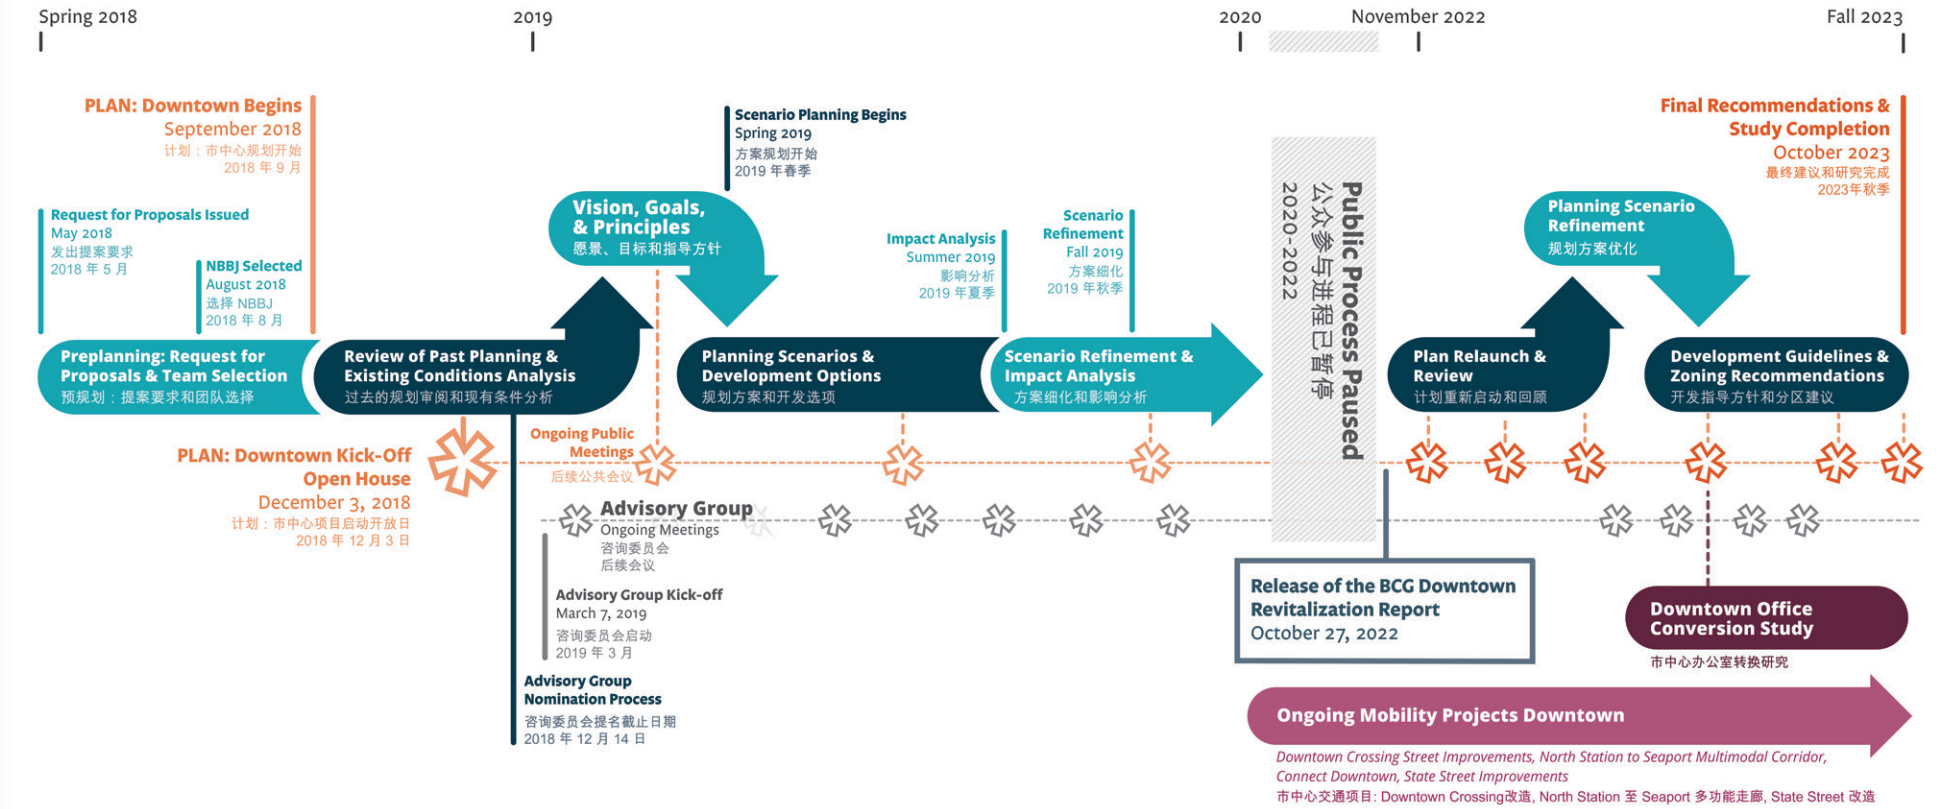 Spring 2018
2019
2020
November 2022
Fall 2023
PLAN: Downtown Begins
September 2018
计划：市中心规划开始
2018 年 9 月
Request for Proposals Issued
May 2018
发出提案要求
2018 年 5 月
NBBJ Selected
August 2018
选择 NBBJ
2018 年 8 月
Scenario Planning Begins
Spring 2019
方案规划开始
2019 年春季
Vision, Goals,
& Principles
愿景、目标和指导方针
Impact Analysis
Summer 2019
影响分析
2019 年夏季
Scenario
Refinement
Fall 2019
方案细化
2019 年秋季
Public Process Paused
公众参与进程已暂停
2020-2022
Planning Scenario
Refinement
规划方案优化
Final Recommendations &
Study Completion
October 2023
最终建议和研究完成
2023年秋季
Preplanning: Request for
Proposals & Team Selection
预规划：提案要求和团队选择
Review of Past Planning &
Existing Conditions Analysis
过去的规划审阅和现有条件分析
Planning Scenarios &
Development Options
规划方案和开发选项
Scenario Refinement &
Impact Analysis
方案细化和影响分析
Plan Relaunch &
Review
计划重新启动和回顾
Development Guidelines &
Zoning Recommendations
开发指导方针和分区建议
PLAN: Downtown Kick-Off
Open House
December 3, 2018
计划：市中心项目启动开放日
2018 年 12 月 3 日
Ongoing Public
Meetings
后续公共会议
Advisory Group
Ongoing Meetings
咨询委员会
后续会议
Advisory Group Kick-off
March 7, 2019
咨询委员会启动
2019 年 3 月
Advisory Group
Nomination Process
咨询委员会提名截止日期
2018 年 12 月 14 日
Release of the BCG Downtown
Revitalization Report
October 27, 2022
Downtown Office
Conversion Study
市中心办公室转换研究
Ongoing Mobility Projects Downtown
Downtown Crossing Street Improvements, North Station to Seaport Multimodal Corridor,
Connect Downtown, State Street Improvements
市中心交通项目: Downtown Crossing改造, North Station 至 Seaport 多功能走廊, State Street 改造